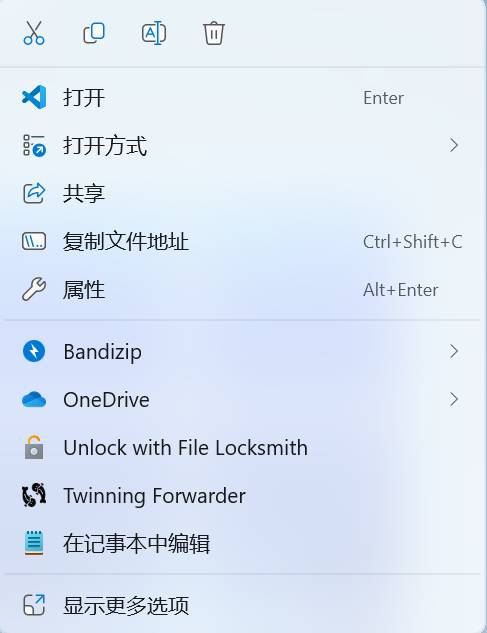 打开 Enter
打开方式
共享
复制文件地址 Ctrl+Shift+C
属性 Alt+Enter
Bandizip
OneDrive
Unlock with File Locksmith
Twinning Forwarder
在记事本中编辑
显示更多选项